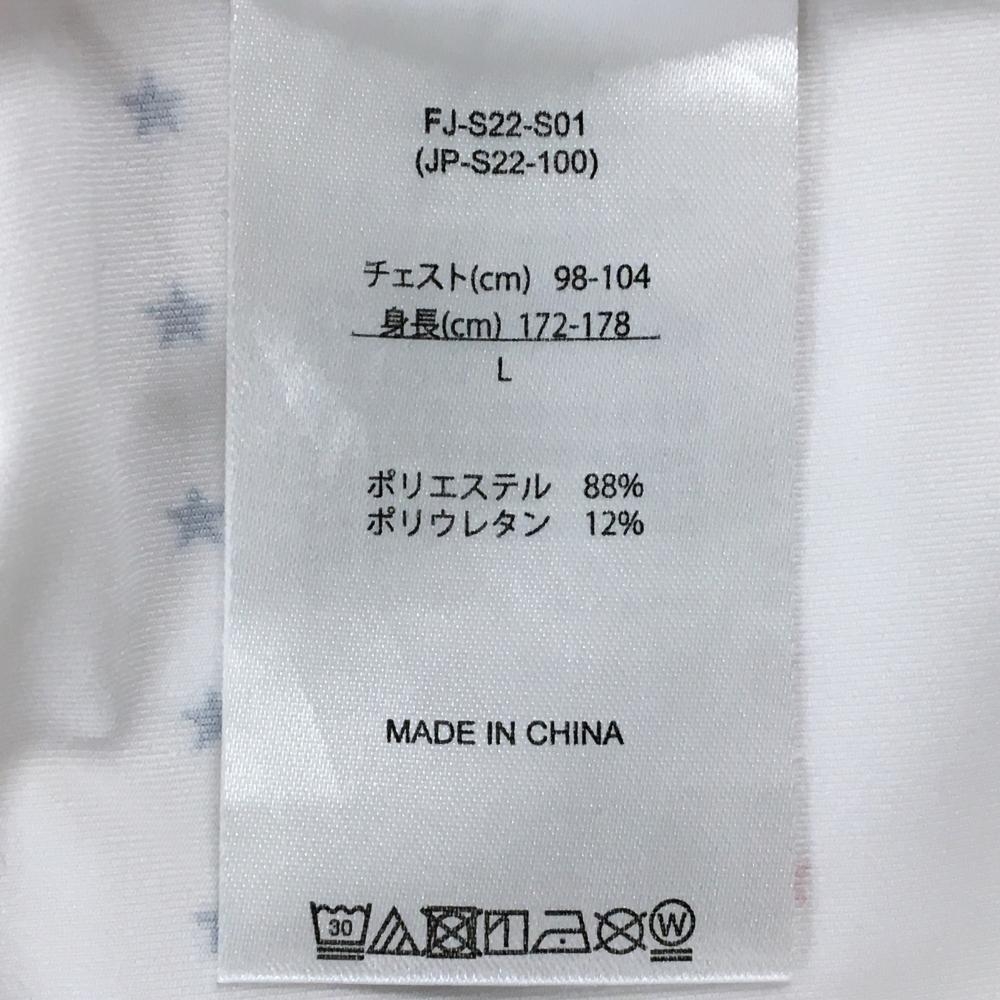 FJ-S22-S01
(JP-S22-100)
チェスト(cm) 98-104
身長(cm) 172-178
L
ポリエステル 88%
ポリウレタン 12%
MADE IN CHINA
30 W